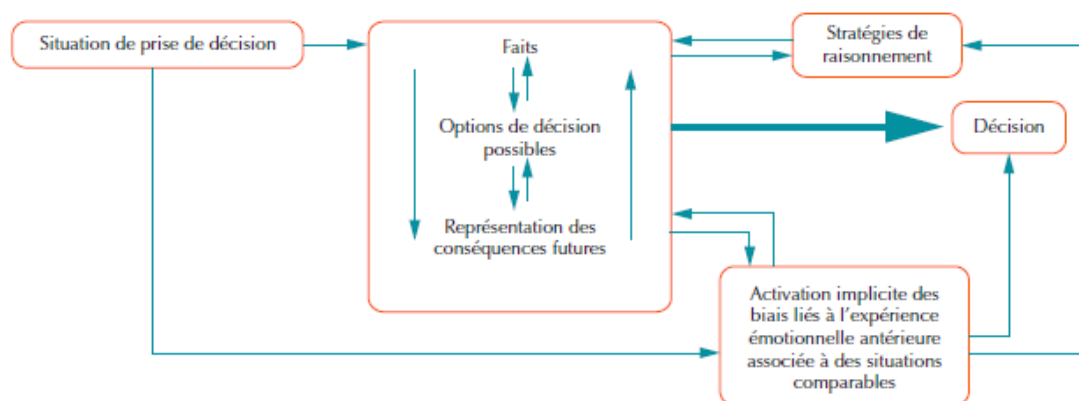 Situation de prise de décision
Faits
Options de décision
possibles
Représentation des
conséquences futures
Stratégies de
raisonnement
Décision
Activation implicite des
biais liés à l'expérience
émotionnelle antérieure
associée à des situations
comparables